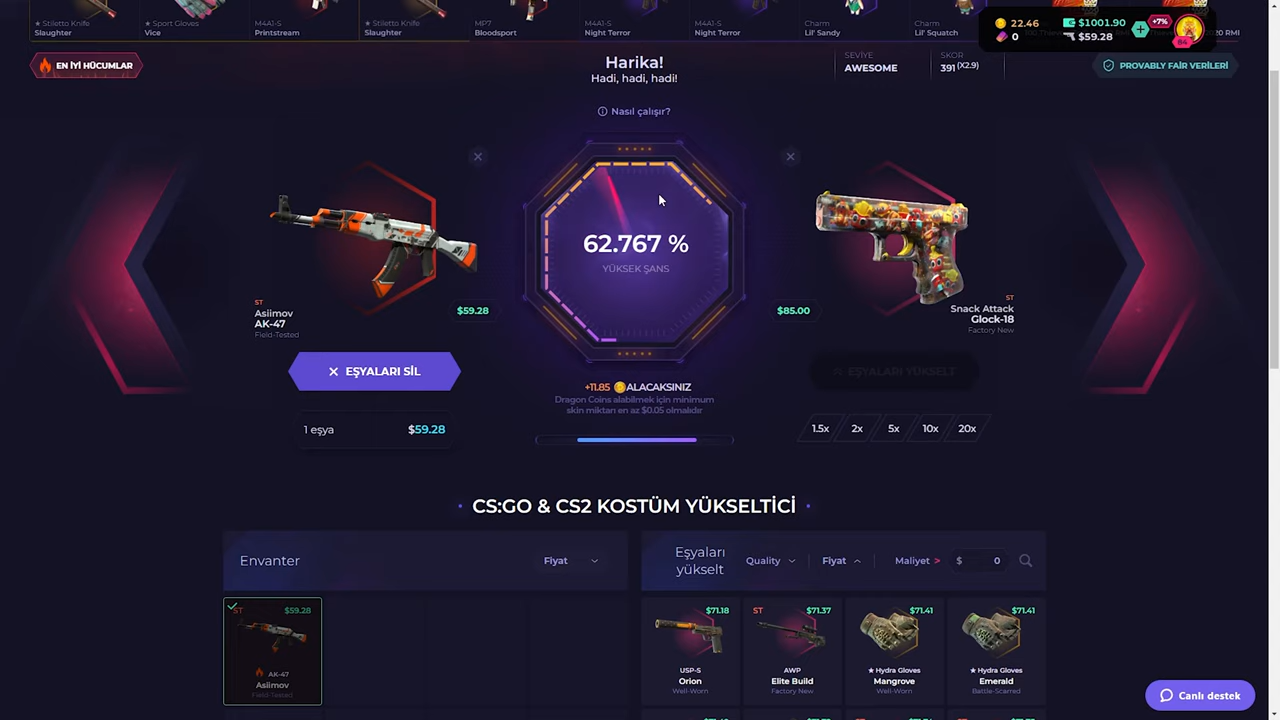 ★ Stiletto Knife
Slaughter
★ Sport Gloves
Vice
M4A1-S
Printstream
★ Stiletto Knife
Slaughter
MP7
Bloodsport
M4A1-S
Night Terror
M4A1-S
Night Terror
Charm
Lil' Sandy
Charm
Lil' Squatch
22.46
0
$1001.90
$59.28
+7%
84
EN İYİ HÜCUMLAR
Harika!
Hadi, hadi, hadi!
SEVİYE
AWESOME
SKOR
391 (X2.9)
PROVABLY FAIR VERİLERİ
Nasıl çalışır?
62.767 %
YÜKSEK ŞANS
ST
Asiimov
AK-47
Field-Tested
$59.28
$85.00
ST
Snack Attack
Glock-18
Factory New
EŞYALARI SİL
EŞYALARI YÜKSELT
+11.85 ALACAKSINIZ
Dragon Coins alabilmek için minimum
skin miktarı en az $0.05 olmalıdır
1 eşya
$59.28
1.5x
2x
5x
10x
20x
CS:GO & CS2 KOSTÜM YÜKSELTİCİ
Envanter
Fiyat
Eşyaları
yükselt
Quality
Fiyat
Maliyet >
$ 0
ST
$59.28
AK-47
Asiimov
Field-Tested
$71.18
USP-S
Orion
Well-Worn
ST
$71.37
AWP
Elite Build
Factory New
$71.41
★ Hydra Gloves
Mangrove
Well-Worn
$71.41
★ Hydra Gloves
Emerald
Battle-Scarred
Canlı destek